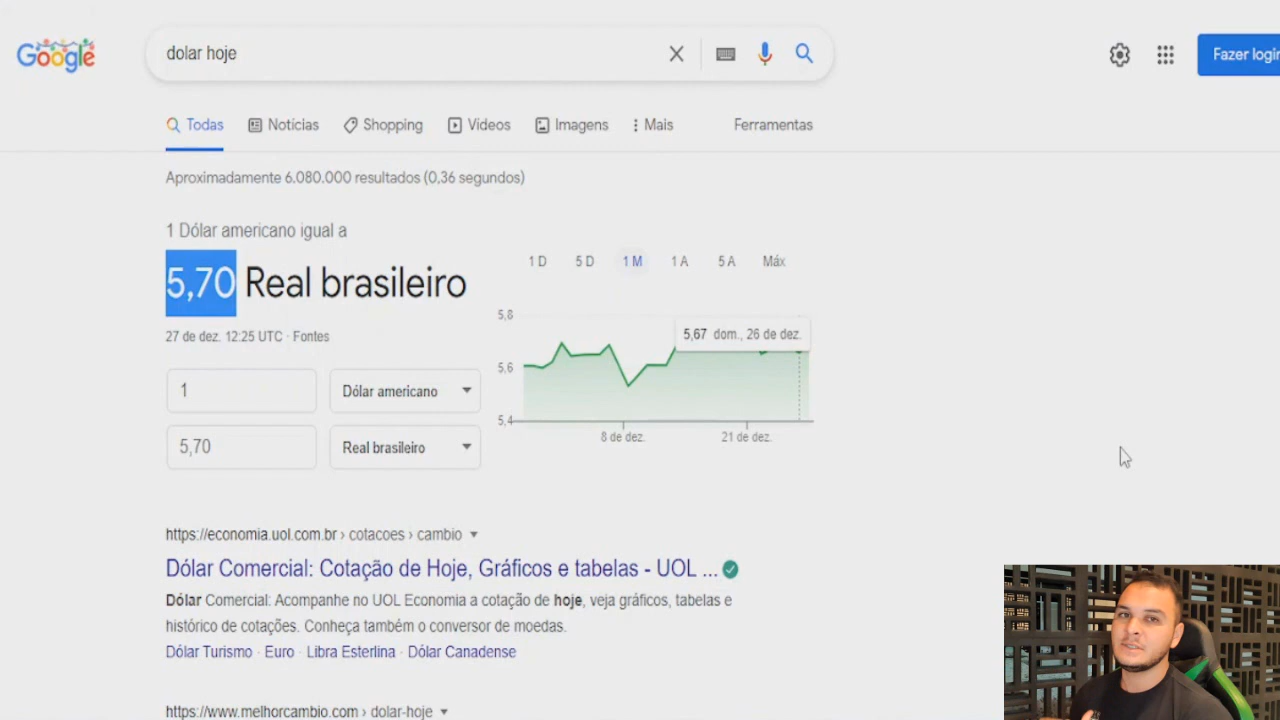 Google
dolar hoje
Fazer login
Todas
Notícias
Shopping
Vídeos
Imagens
Mais
Ferramentas
Aproximadamente 6.080.000 resultados (0,36 segundos)
1 Dólar americano igual a
5,70 Real brasileiro
27 de dez. 12:25 UTC · Fontes
1 Dólar americano
5,70 Real brasileiro
1 D 5 D 1 M 1 A 5 A Máx
5,8
5,67 dom., 26 de dez.
5,6
5,4
8 de dez. 21 de dez.
https://economia.uol.com.br › cotacoes › cambio
Dólar Comercial: Cotação de Hoje, Gráficos e tabelas - UOL ...
Dólar Comercial: Acompanhe no UOL Economia a cotação de hoje, veja gráficos, tabelas e
histórico de cotações. Conheça também o conversor de moedas.
Dólar Turismo · Euro · Libra Esterlina · Dólar Canadense
https://www.melhorcambio.com › dolar-hoje